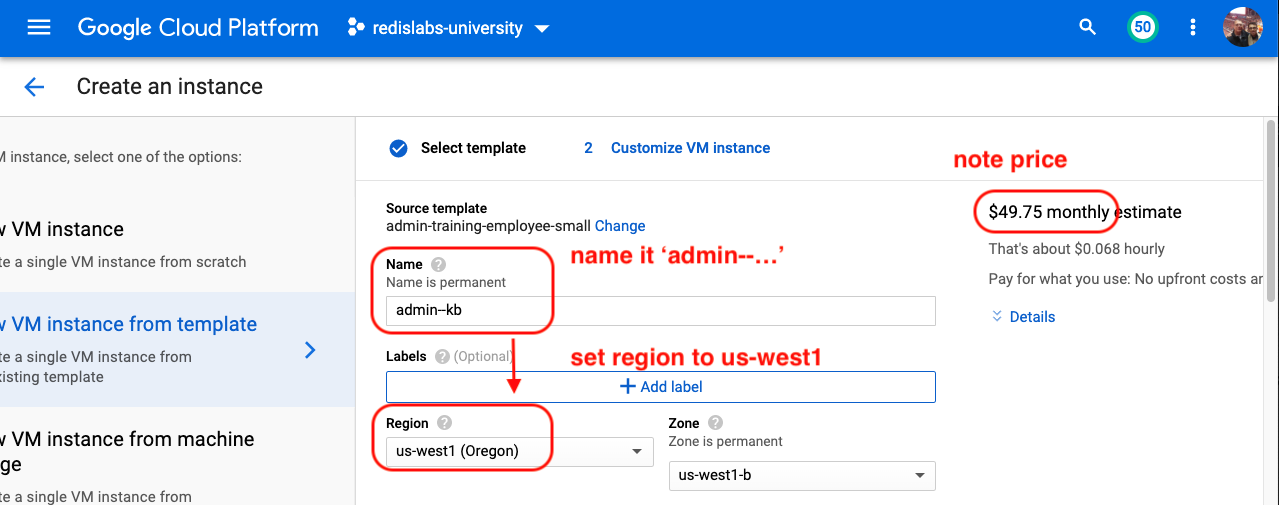 Google Cloud Platform
redislabs-university
50
Create an instance
M instance, select one of the options:
w VM instance
te a single VM instance from scratch
w VM instance from template
te a single VM instance from
xisting template
w VM instance from machine
ge
te a single VM instance from
Select template
2 Customize VM instance
Source template
admin-training-employee-small Change
Name
Name is permanent
admin--kb
name it ‘admin--...’
Labels (Optional)
set region to us-west1
Add label
Region
us-west1 (Oregon)
Zone
Zone is permanent
us-west1-b
note price
$49.75 monthly estimate
That's about $0.068 hourly
Pay for what you use: No upfront costs ar
Details